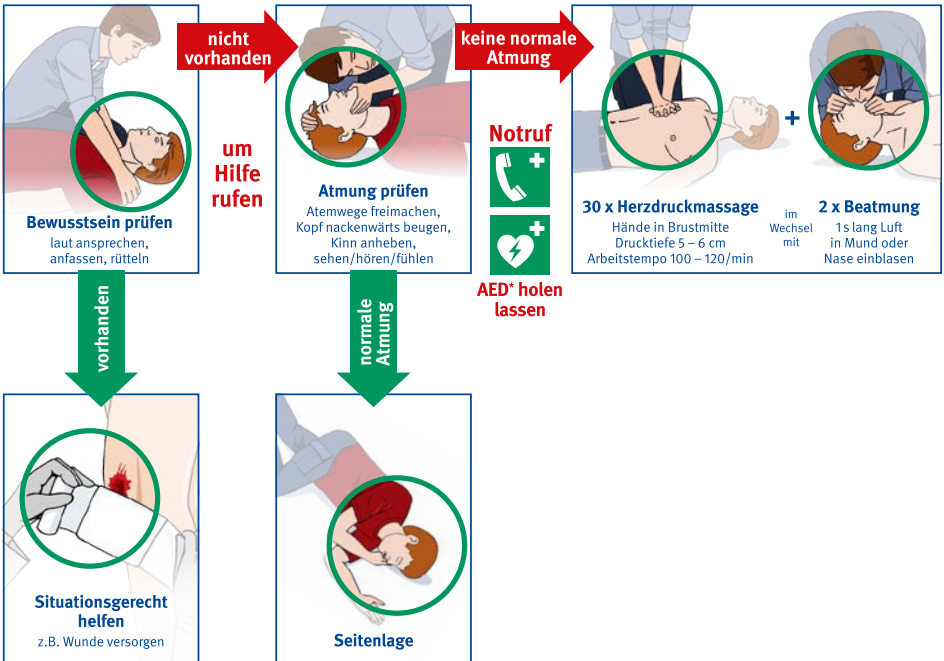 Bewusstsein prüfen
laut ansprechen,
anfassen, rütteln
nicht
vorhanden
um
Hilfe
rufen
Atmung prüfen
Atemwege freimachen,
Kopf nackenwärts beugen,
Kinn anheben,
sehen/hören/fühlen
keine normale
Atmung
Notruf
AED* holen
lassen
30 x Herzdruckmassage
Hände in Brustmitte
Drucktiefe 5 – 6 cm
Arbeitstempo 100 – 120/min
+
im
Wechsel
mit
2 x Beatmung
1 s lang Luft
in Mund oder
Nase einblasen
vorhanden
normale
Atmung
Situationsgerecht
helfen
z.B. Wunde versorgen
Seitenlage